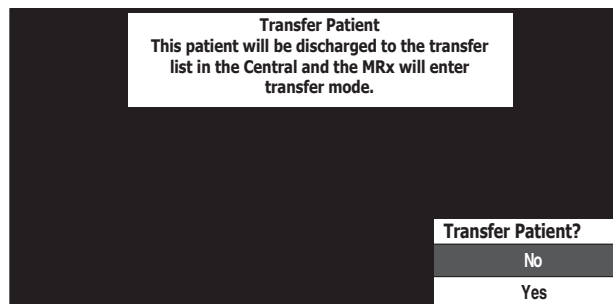 Transfer Patient
This patient will be discharged to the transfer
list in the Central and the MRx will enter
transfer mode.
Transfer Patient?
No
Yes